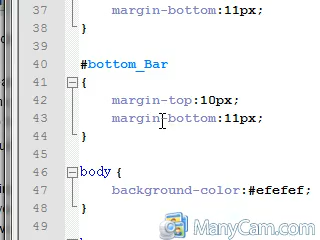 37 margin-bottom:11px;
38 }
39
40 #bottom_Bar
41 {
42 margin-top:10px;
43 margin-bottom:11px;
44 }
45
46 body {
47 background-color:#efefef;
48 }
49
ManyCam.com